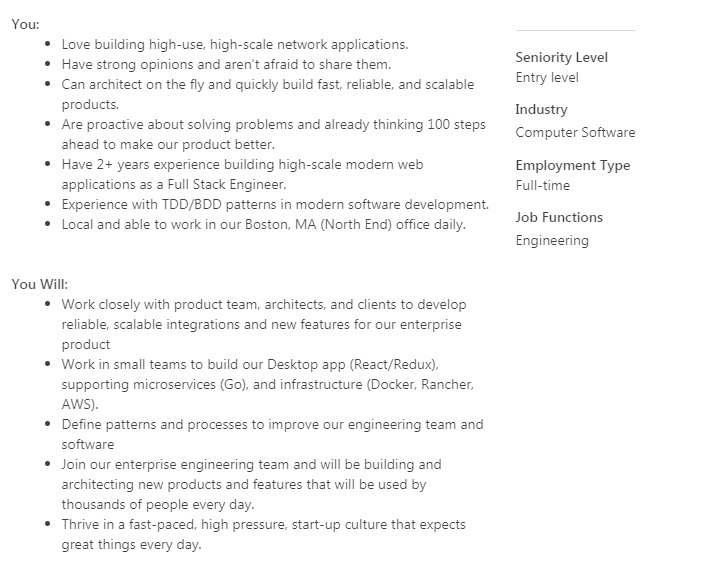 You:
• Love building high-use, high-scale network applications.
• Have strong opinions and aren't afraid to share them.
• Can architect on the fly and quickly build fast, reliable, and scalable
products.
• Are proactive about solving problems and already thinking 100 steps
ahead to make our product better.
• Have 2+ years experience building high-scale modern web
applications as a Full Stack Engineer.
• Experience with TDD/BDD patterns in modern software development.
• Local and able to work in our Boston, MA (North End) office daily.
You Will:
• Work closely with product team, architects, and clients to develop
reliable, scalable integrations and new features for our enterprise
product
• Work in small teams to build our Desktop app (React/Redux),
supporting microservices (Go), and infrastructure (Docker, Rancher,
AWS).
• Define patterns and processes to improve our engineering team and
software
• Join our enterprise engineering team and will be building and
architecting new products and features that will be used by
thousands of people every day.
• Thrive in a fast-paced, high pressure, start-up culture that expects
great things every day.
Seniority Level
Entry level
Industry
Computer Software
Employment Type
Full-time
Job Functions
Engineering